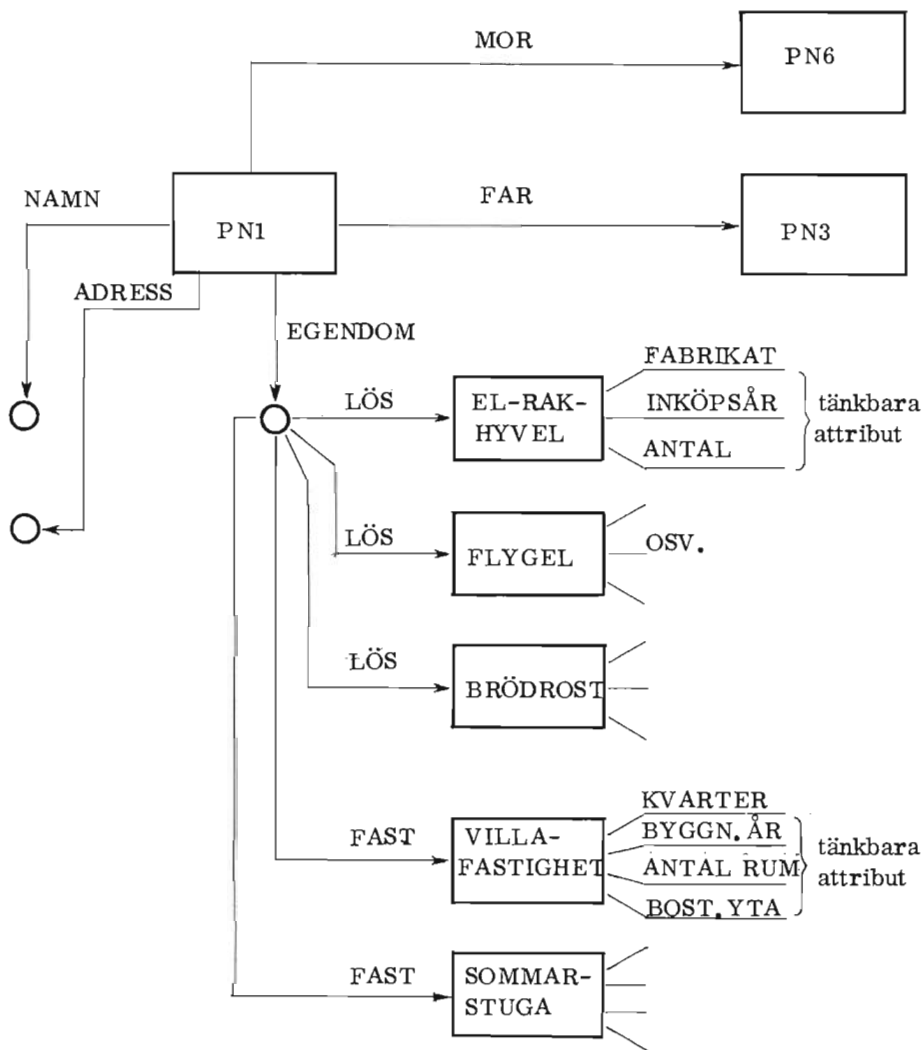 MOR
PN6
NAMN
PN1
FAR
PN3
ADRESS
EGENDOM
LÖS
EL-RAK-
HYVEL
FABRIKAT
INKÖPSÅR
ANTAL
tänkbara
attribut
LÖS
FLYGEL
OSV.
LÖS
BRÖDROST
FAST
VILLA-
FASTIGHET
KVARTER
BYGGN.ÅR
ANTAL RUM
BOST.YTA
tänkbara
attribut
FAST
SOMMAR-
STUGA